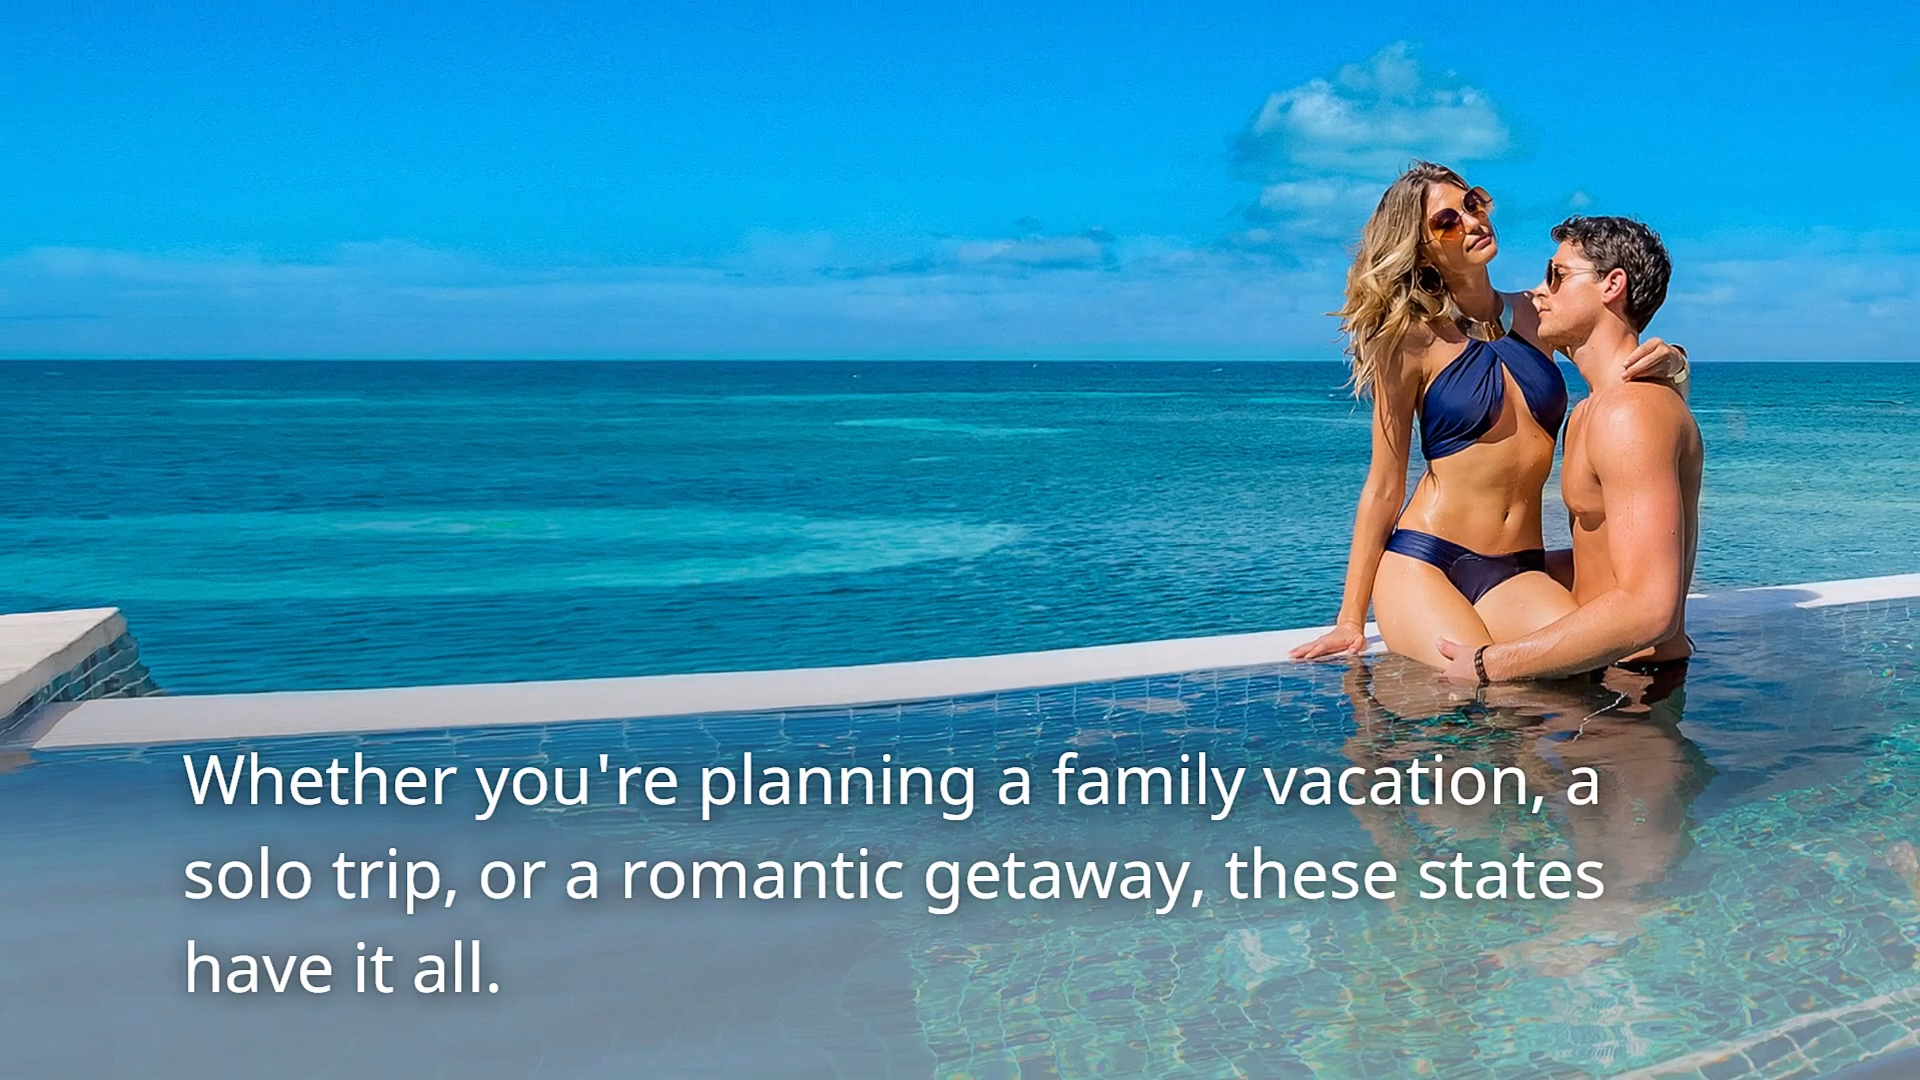 Whether you're planning a family vacation, a
solo trip, or a romantic getaway, these states
have it all.